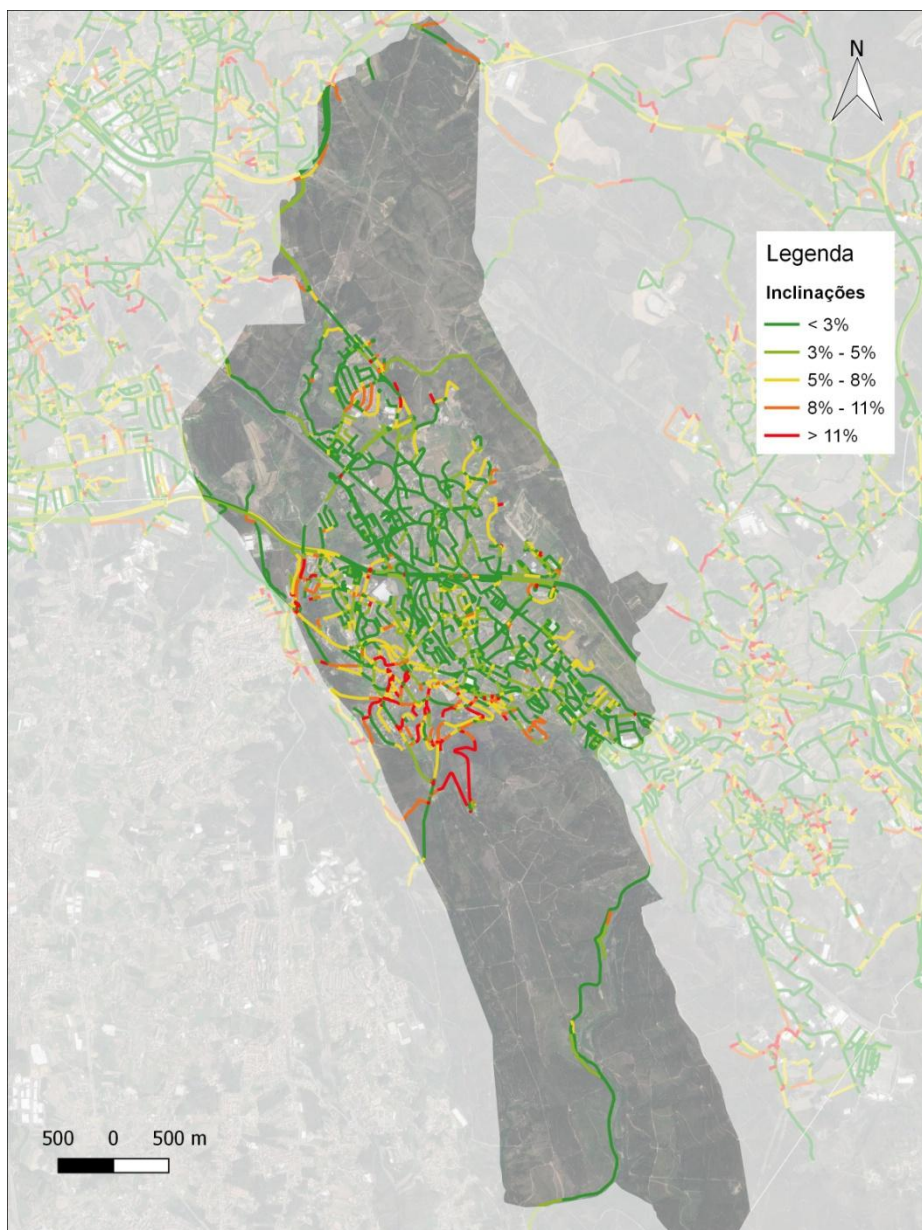 N
Legenda
Inclinações
< 3%
3% - 5%
5% - 8%
8% - 11%
> 11%
500 0 500 m